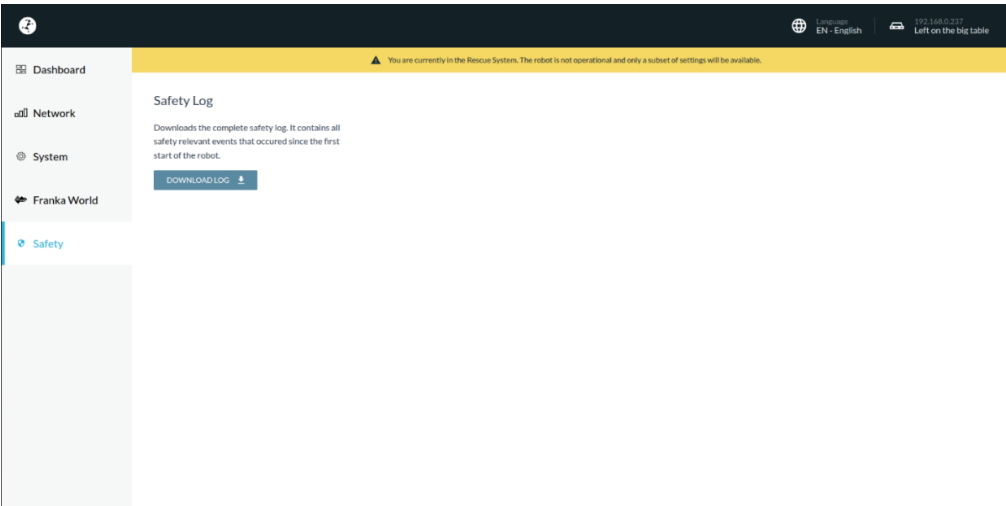 Language
EN - English
192.168.0.237
Left on the big table
Dashboard
Network
System
Franka World
Safety
You are currently in the Rescue System. The robot is not operational and only a subset of settings will be available.
Safety Log
Downloads the complete safety log. It contains all
safety relevant events that occured since the first
start of the robot.
DOWNLOAD LOG